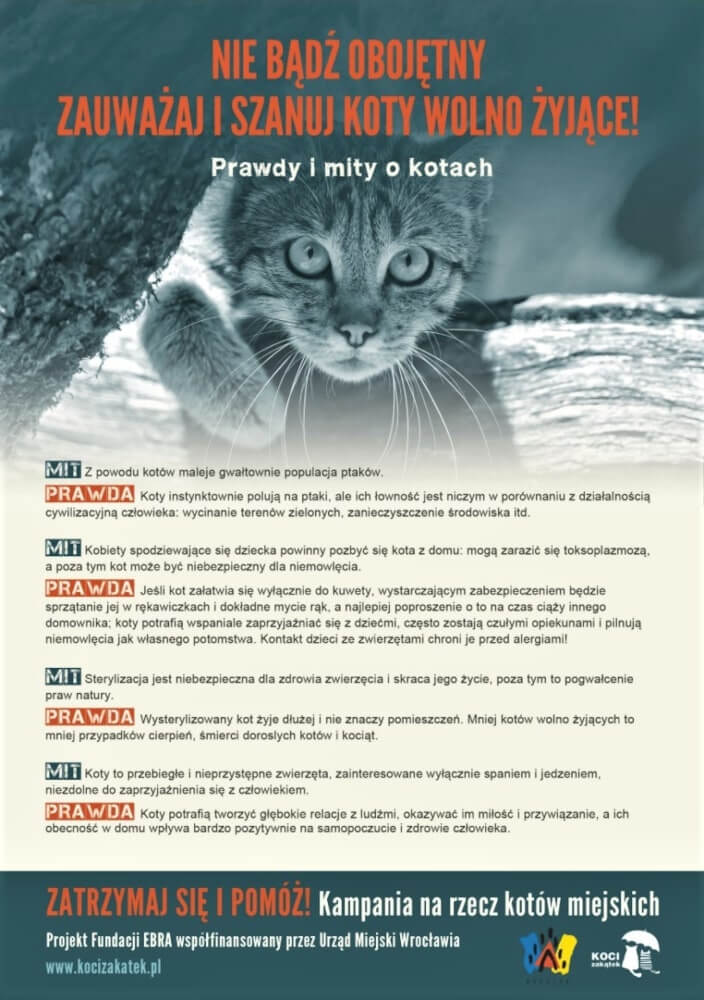 NIE BĄDŹ OBOJĘTNY
ZAUWAŻAJ I SZANUJ KOTY WOLNO ŻYJĄCE!
Prawdy i mity o kotach
MIT Z powodu kotów maleje gwałtownie populacja ptaków.
PRAWDA Koty instynktownie polują na ptaki, ale ich łowność jest niczym w porównaniu z działalnością
cywilizacyjną człowieka: wycinanie terenów zielonych, zanieczyszczenie środowiska itd.
MIT Kobiety spodziewające się dziecka powinny pozbyć się kota z domu: mogą zarazić się toksoplazmozą,
a poza tym kot może być niebezpieczny dla niemowlęcia.
PRAWDA Jeśli kot załatwia się wyłącznie do kuwety, wystarczającym zabezpieczeniem będzie
sprzątanie jej w rękawiczkach i dokładne mycie rąk, a najlepiej poproszenie o to na czas ciąży innego
domownika; koty potrafią wspaniale zaprzyjaźniać się z dziećmi, często zostają czułymi opiekunami i pilnują
niemowlęcia jak własnego potomstwa. Kontakt dzieci ze zwierzętami chroni je przed alergiami!
MIT Sterylizacja jest niebezpieczna dla zdrowia zwierzęcia i skraca jego życie, poza tym to pogwałcenie
praw natury.
PRAWDA Wysterylizowany kot żyje dłużej i nie znaczy pomieszczeń. Mniej kotów wolno żyjących to
mniej przypadków cierpień, śmierci doroslych kotów i kociąt.
MIT Koty to przebiegłe i nieprzystępne zwierzęta, zainteresowane wyłącznie spaniem i jedzeniem,
niezdolne do zaprzyjaźnienia się z człowiekiem.
PRAWDA Koty potrafią tworzyć głębokie relacje z ludźmi, okazywać im miłość i przywiązanie, a ich
obecność w domu wpływa bardzo pozytywnie na samopoczucie i zdrowie człowieka.
ZATRZYMAJ SIĘ I POMÓŻ! Kampania na rzecz kotów miejskich
Projekt Fundacji EBRA współfinansowany przez Urząd Miejski Wrocławia
www.kocizakatek.pl
KOCI
zakątek